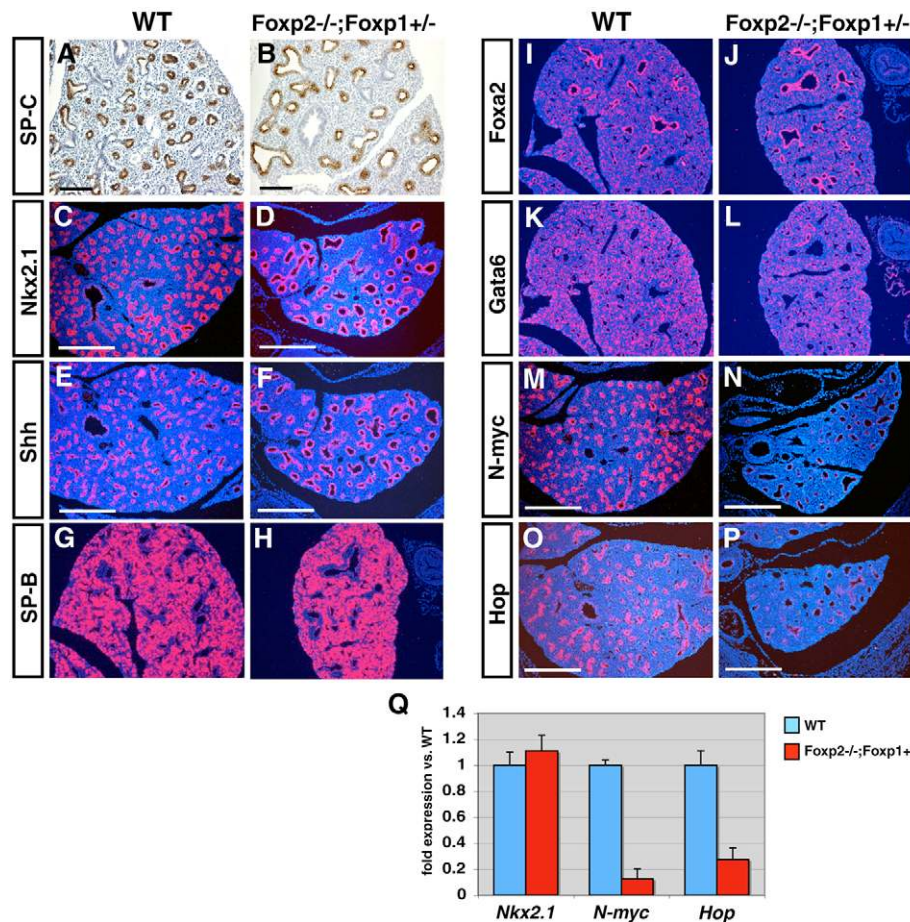 WT
Foxp2-/-;Foxp1+/-
WT
Foxp2-/-;Foxp1+/-
SP-C
A
B
Nkx2.1
C
D
Shh
E
F
SP-B
G
H
Foxa2
I
J
Gata6
K
L
N-myc
M
N
Hop
O
P
Q
fold expression vs. WT
1.4
1.2
1
0.8
0.6
0.4
0.2
0
Nkx2.1
N-myc
Hop
WT
Foxp2-/-;Foxp1+